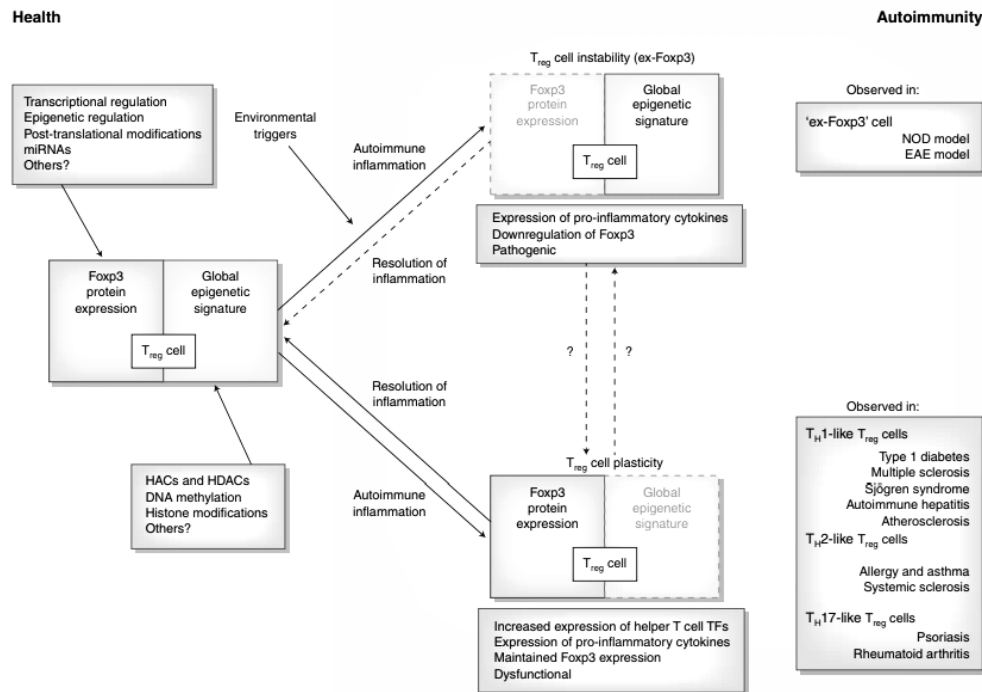 Health
Autoimmunity
Transcriptional regulation
Epigenetic regulation
Post-translational modifications
miRNAs
Others?
Environmental
triggers
Autoimmune
inflammation
Resolution of
inflammation
Foxp3
protein
expression
Global
epigenetic
signature
Treg cell
HACs and HDACs
DNA methylation
Histone modifications
Others?
Resolution of
inflammation
Autoimmune
inflammation
Treg cell instability (ex-Foxp3)
Foxp3
protein
expression
Global
epigenetic
signature
Treg cell
Expression of pro-inflammatory cytokines
Downregulation of Foxp3
Pathogenic
?
?
Treg cell plasticity
Foxp3
protein
expression
Global
epigenetic
signature
Treg cell
Increased expression of helper T cell TFs
Expression of pro-inflammatory cytokines
Maintained Foxp3 expression
Dysfunctional
Observed in:
‘ex-Foxp3’ cell
NOD model
EAE model
Observed in:
TH1-like Treg cells
Type 1 diabetes
Multiple sclerosis
Sjögren syndrome
Autoimmune hepatitis
Atherosclerosis
TH2-like Treg cells
Allergy and asthma
Systemic sclerosis
TH17-like Treg cells
Psoriasis
Rheumatoid arthritis